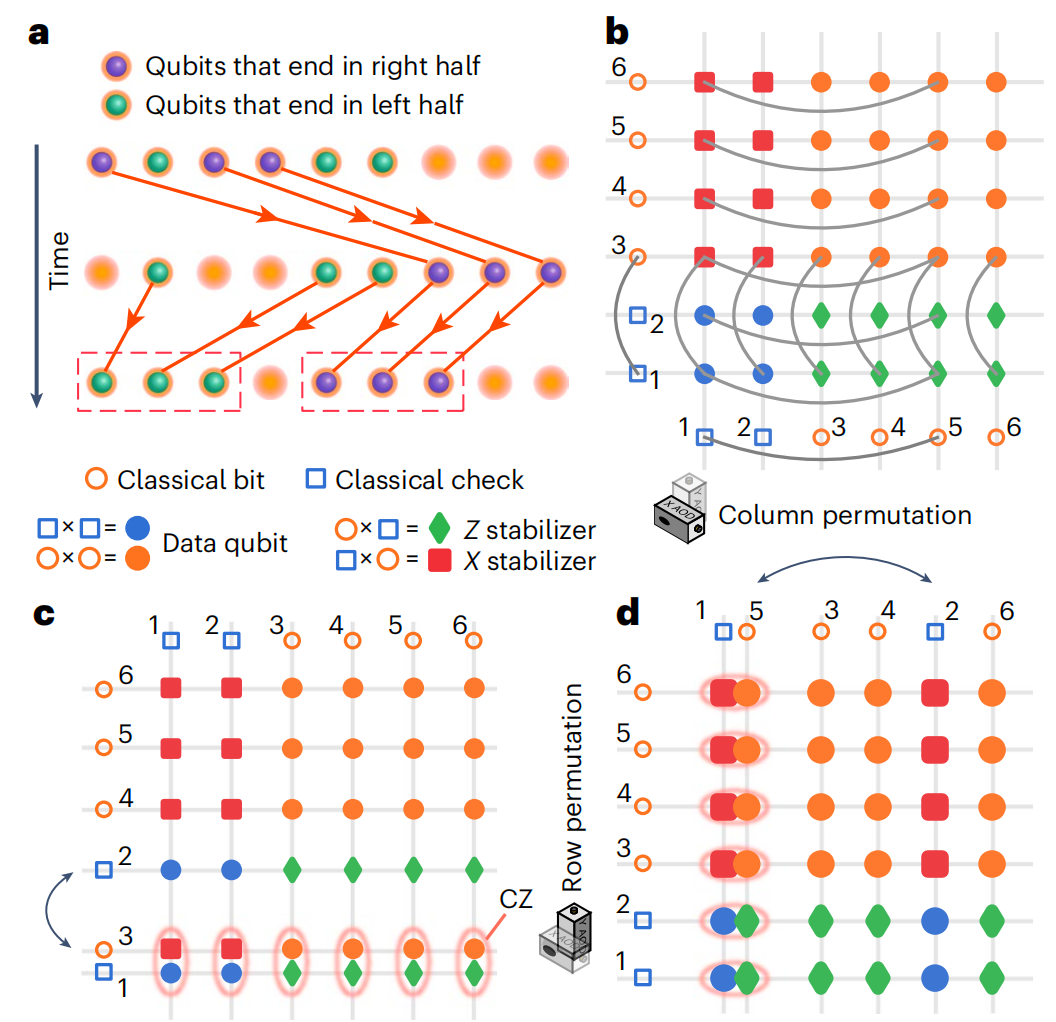 a
Qubits that end in right half
Qubits that end in left half
Time
Classical bit
Classical check
× = Data qubit
× =
× = Z stabilizer
× = X stabilizer
b
6
5
4
3
2
1
1 2 3 4 5 6
Column permutation
X AOD
c
1 2 3 4 5 6
6
5
4
2
3
1
CZ
Row permutation
d
1 5 3 4 2 6
6
5
4
3
2
1